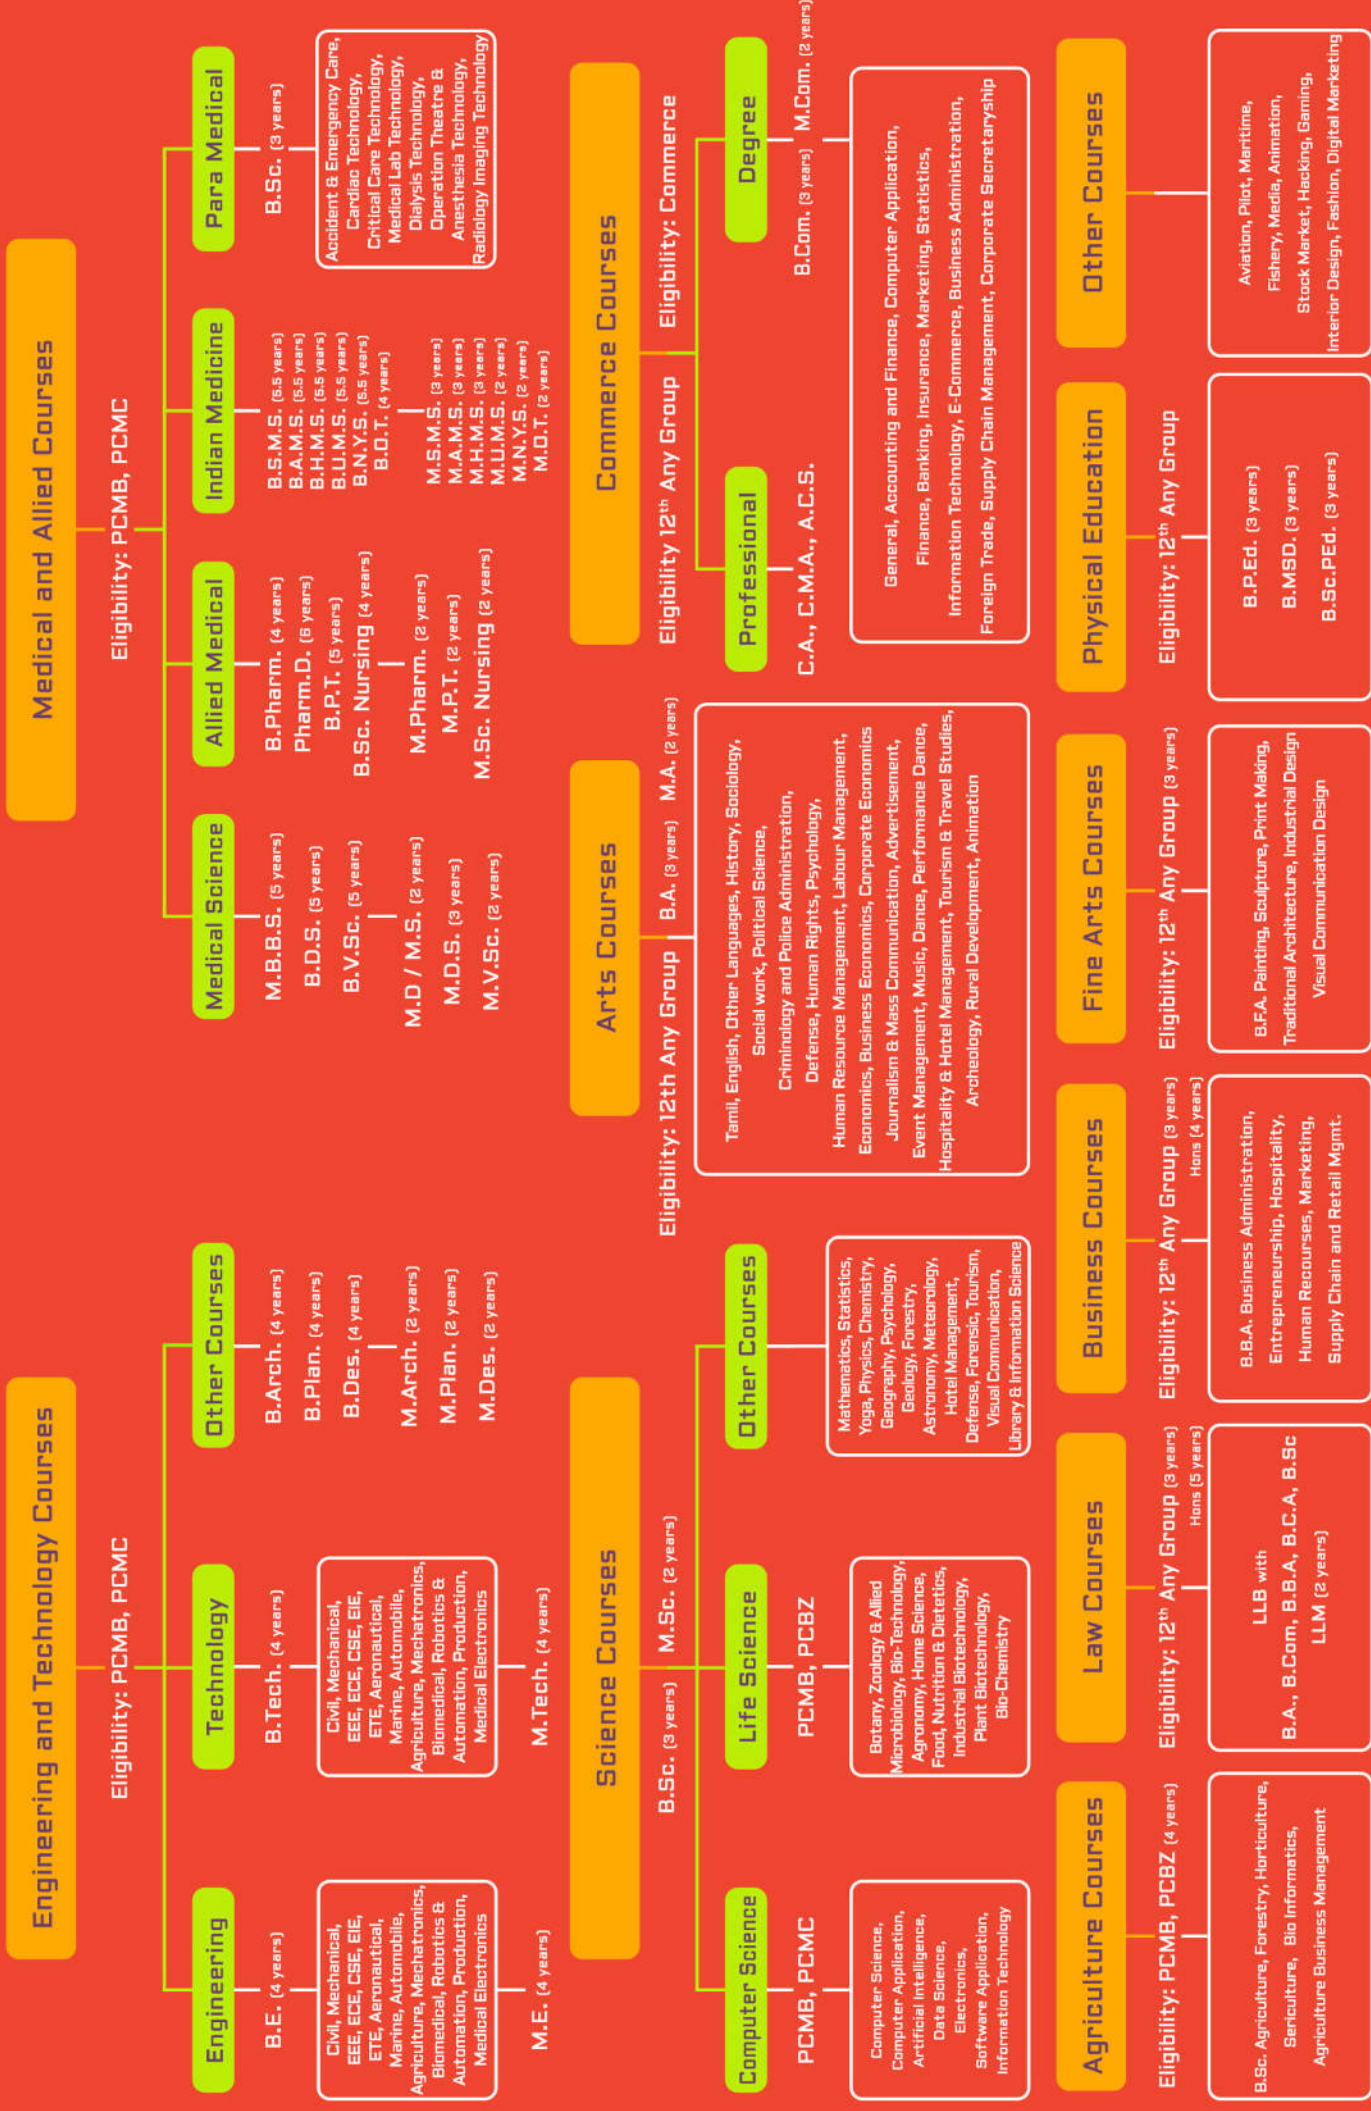 Engineering and Technology Courses
Eligibility: PCMB, PCMC
Engineering
B.E. (4 years)
Civil, Mechanical,
EEE, ECE, CSE, EIE,
ETE, Aeronautical,
Marine, Automobile,
Agriculture, Mechatronics,
Biomedical, Robotics &
Automation, Production,
Medical Electronics
M.E. (4 years)
Technology
B.Tech. (4 years)
Civil, Mechanical,
EEE, ECE, CSE, EIE,
ETE, Aeronautical,
Marine, Automobile,
Agriculture, Mechatronics,
Biomedical, Robotics &
Automation, Production,
Medical Electronics
M.Tech. (4 years)
Other Courses
B.Arch. (4 years)
B.Plan. (4 years)
B.Des. (4 years)
M.Arch. (2 years)
M.Plan. (2 years)
M.Des. (2 years)
Medical and Allied Courses
Eligibility: PCMB, PCMC
Medical Science
M.B.B.S. (5 years)
B.D.S. (5 years)
B.V.Sc. (5 years)
M.D / M.S. (2 years)
M.D.S. (3 years)
M.V.Sc. (2 years)
Allied Medical
B.Pharm. (4 years)
Pharm.D. (6 years)
B.P.T. (5 years)
B.Sc. Nursing (4 years)
M.Pharm. (2 years)
M.P.T. (2 years)
M.Sc. Nursing (2 years)
Indian Medicine
B.S.M.S. (5.5 years)
B.A.M.S. (5.5 years)
B.H.M.S. (5.5 years)
B.U.M.S. (5.5 years)
B.N.Y.S. (5.5 years)
B.O.T. (4 years)
M.S.M.S. (3 years)
M.A.M.S. (3 years)
M.H.M.S. (3 years)
M.U.M.S. (2 years)
M.N.Y.S. (2 years)
M.O.T. (2 years)
Para Medical
B.Sc. (3 years)
Accident & Emergency Care,
Cardiac Technology,
Critical Care Technology,
Medical Lab Technology,
Dialysis Technology,
Operation Theatre &
Anesthesia Technology,
Radiology Imaging Technology
Science Courses
B.Sc. (3 years) M.Sc. (2 years)
Computer Science
PCMB, PCMC
Computer Science,
Computer Application,
Artificial Intelligence,
Data Science,
Electronics,
Software Application,
Information Technology
Life Science
PCMB, PCBZ
Botany, Zoology & Allied
Microbiology, Bio-Technology,
Agronomy, Home Science,
Food, Nutrition & Dietetics,
Industrial Biotechnology,
Plant Biotechnology,
Bio-Chemistry
Other Courses
Mathematics, Statistics,
Yoga, Physics, Chemistry,
Geography, Psychology,
Geology, Forestry,
Astronomy, Meteorology,
Hotel Management,
Defense, Forensic, Tourism,
Visual Communication,
Library & Information Science
Arts Courses
Eligibility: 12th Any Group B.A. (3 years) M.A. (2 years)
Tamil, English, Other Languages, History, Sociology,
Social work, Political Science,
Criminology and Police Administration,
Defense, Human Rights, Psychology,
Human Resource Management, Labour Management,
Economics, Business Economics, Corporate Economics
Journalism & Mass Communication, Advertisement,
Event Management, Music, Dance, Performance Dance,
Hospitality & Hotel Management, Tourism & Travel Studies,
Archeology, Rural Development, Animation
Commerce Courses
Eligibility 12th Any Group Eligibility: Commerce
Professional
C.A., C.M.A., A.C.S.
Degree
B.Com. (3 years) M.Com. (2 years)
General, Accounting and Finance, Computer Application,
Finance, Banking, Insurance, Marketing, Statistics,
Information Technology, E-Commerce, Business Administration,
Foreign Trade, Supply Chain Management, Corporate Secretaryship
Agriculture Courses
Eligibility: PCMB, PCBZ (4 years)
B.Sc. Agriculture, Forestry, Horticulture,
Sericulture, Bio Informatics,
Agriculture Business Management
Law Courses
Eligibility: 12th Any Group (3 years)
Hons (5 years)
LLB with
B.A., B.Com, B.B.A, B.C.A, B.Sc
LLM (2 years)
Business Courses
Eligibility: 12th Any Group (3 years)
Hons (4 years)
B.B.A. Business Administration,
Entrepreneurship, Hospitality,
Human Recourses, Marketing,
Supply Chain and Retail Mgmt.
Fine Arts Courses
Eligibility: 12th Any Group (3 years)
B.F.A. Painting, Sculpture, Print Making,
Traditional Architecture, Industrial Design
Visual Communication Design
Physical Education
Eligibility: 12th Any Group
B.P.Ed. (3 years)
B.MSD. (3 years)
B.Sc.PEd. (3 years)
Other Courses
Aviation, Pilot, Maritime,
Fishery, Media, Animation,
Stock Market, Hacking, Gaming,
Interior Design, Fashion, Digital Marketing